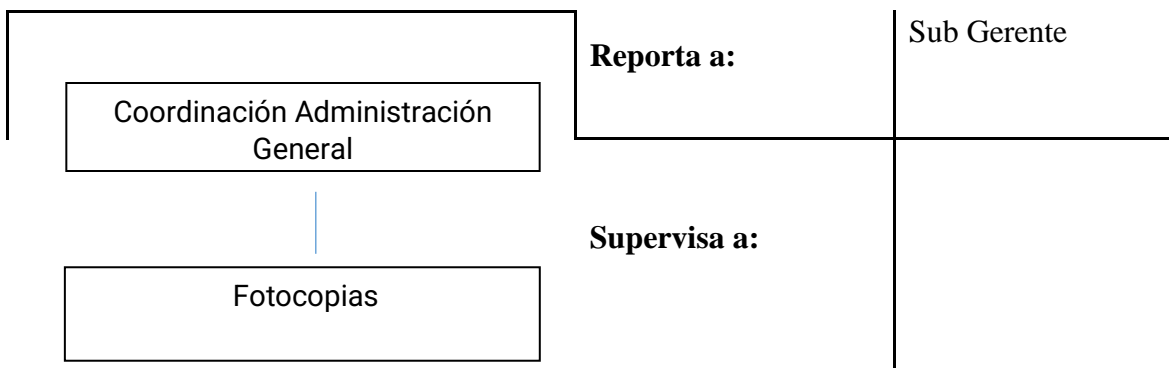 Coordinación Administración
General
Fotocopias
Reporta a:
Sub Gerente
Supervisa a: